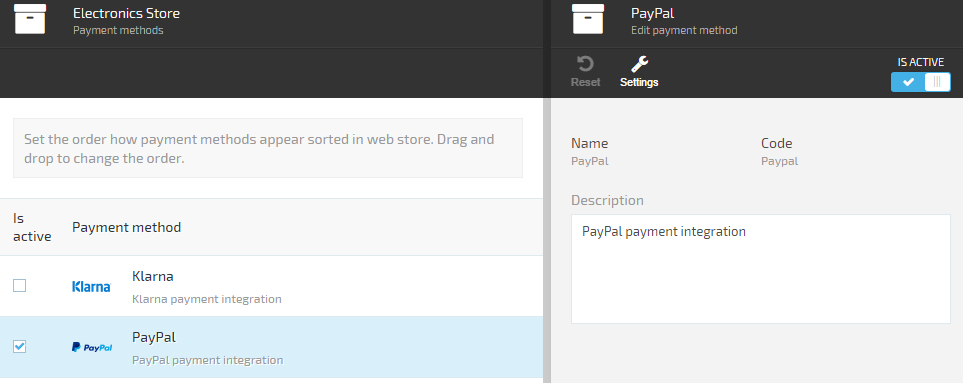 Electronics Store
Payment methods
Set the order how payment methods appear sorted in web store. Drag and
drop to change the order.
Is
active
Payment method
Klarna
Klarna
Klarna payment integration
PayPal
PayPal
PayPal payment integration
PayPal
Edit payment method
Reset
Settings
IS ACTIVE
Name
PayPal
Code
Paypal
Description
PayPal payment integration